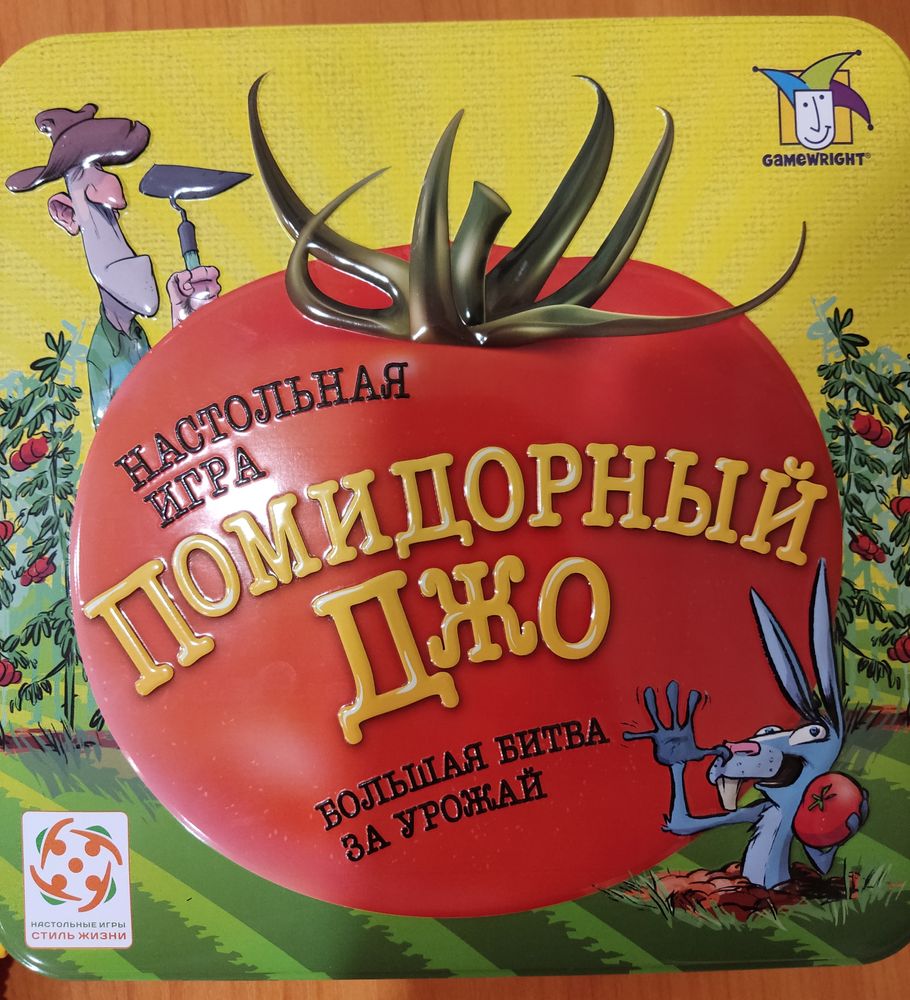 GAMEWRIGHT®
НАСТОЛЬНАЯ
ИГРА
ПОМИДОРНЫЙ
ДЖО
БОЛЬШАЯ БИТВА
ЗА УРОЖАЙ
НАСТОЛЬНЫЕ ИГРЫ
СТИЛЬ ЖИЗНИ